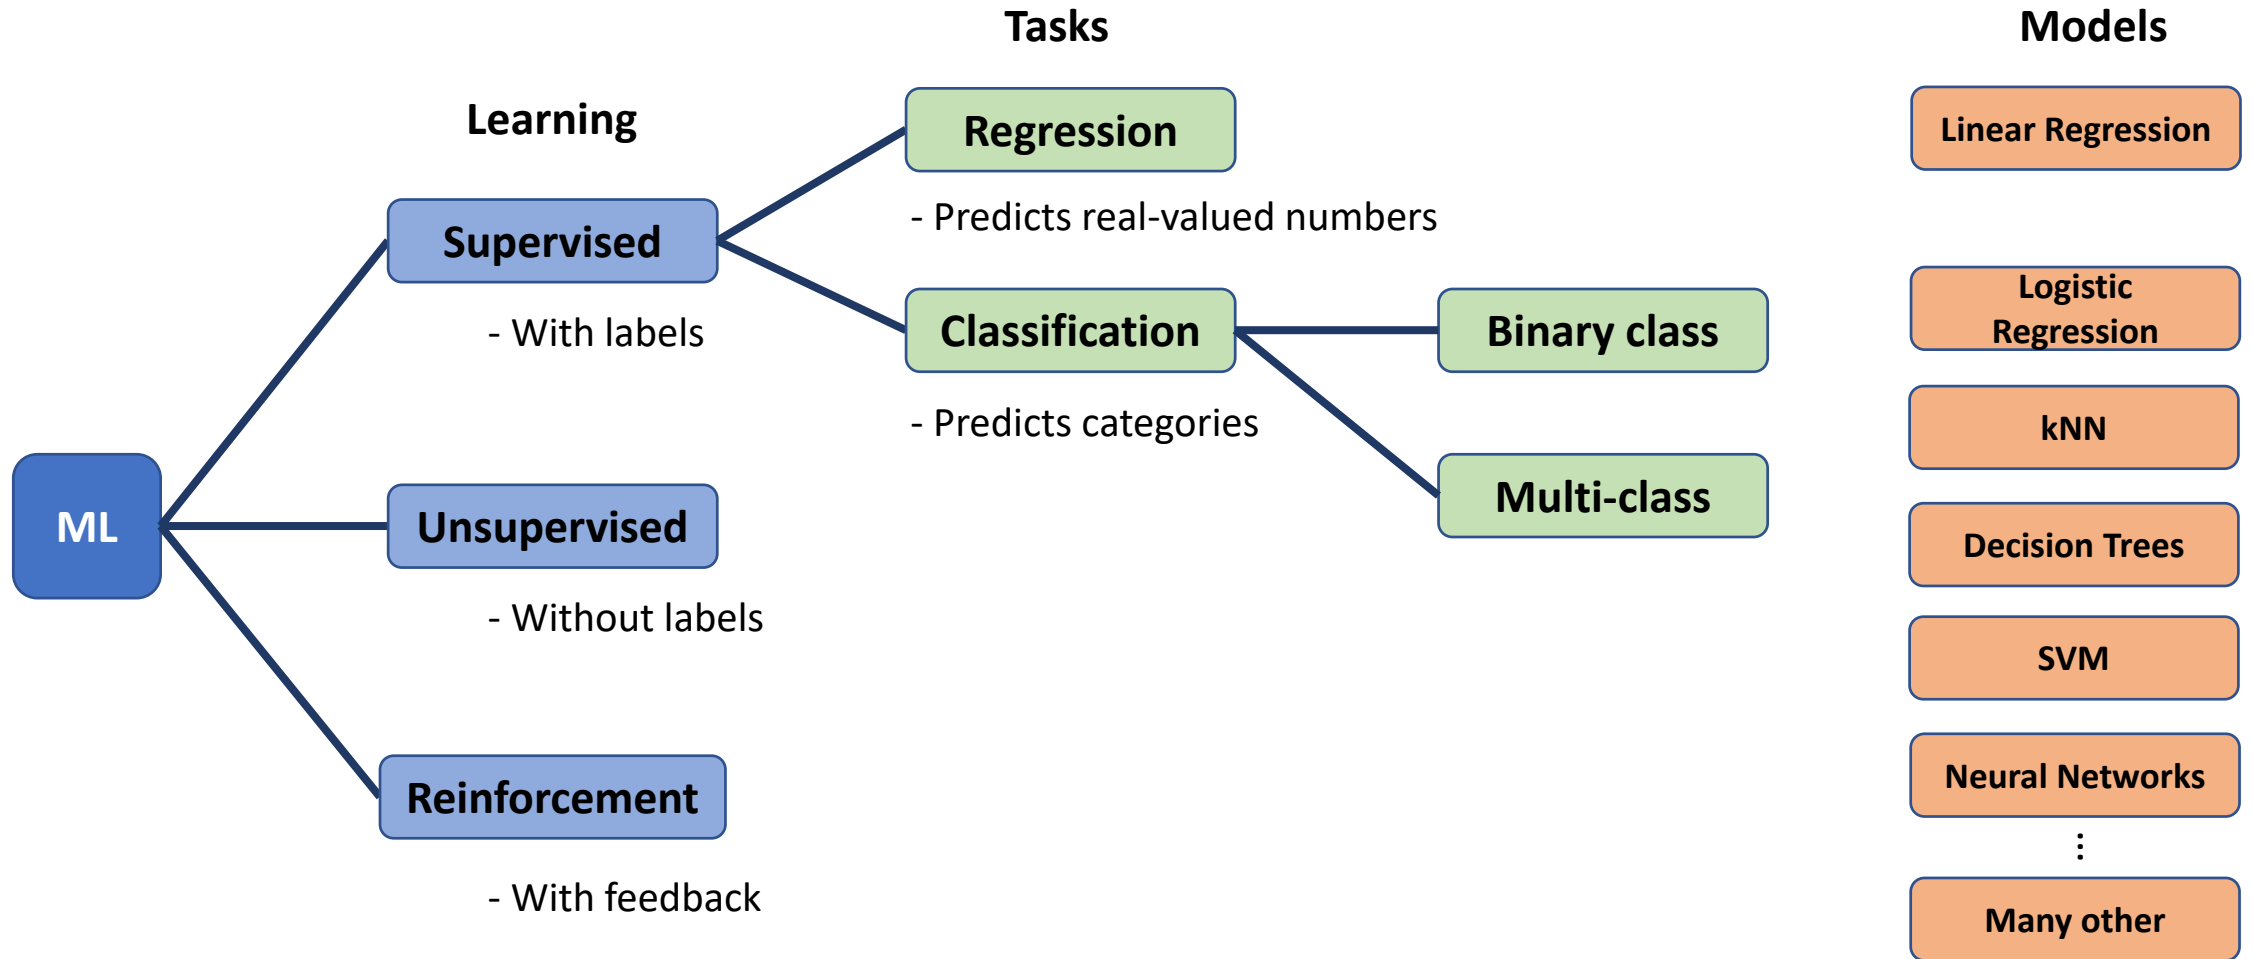 Tasks
Models
Learning
Regression
Linear Regression
- Predicts real-valued numbers
Supervised
- With labels
Classification
Binary class
Logistic
Regression
- Predicts categories
kNN
ML
Unsupervised
Multi-class
Decision Trees
- Without labels
SVM
Reinforcement
Neural Networks
...
- With feedback
Many other